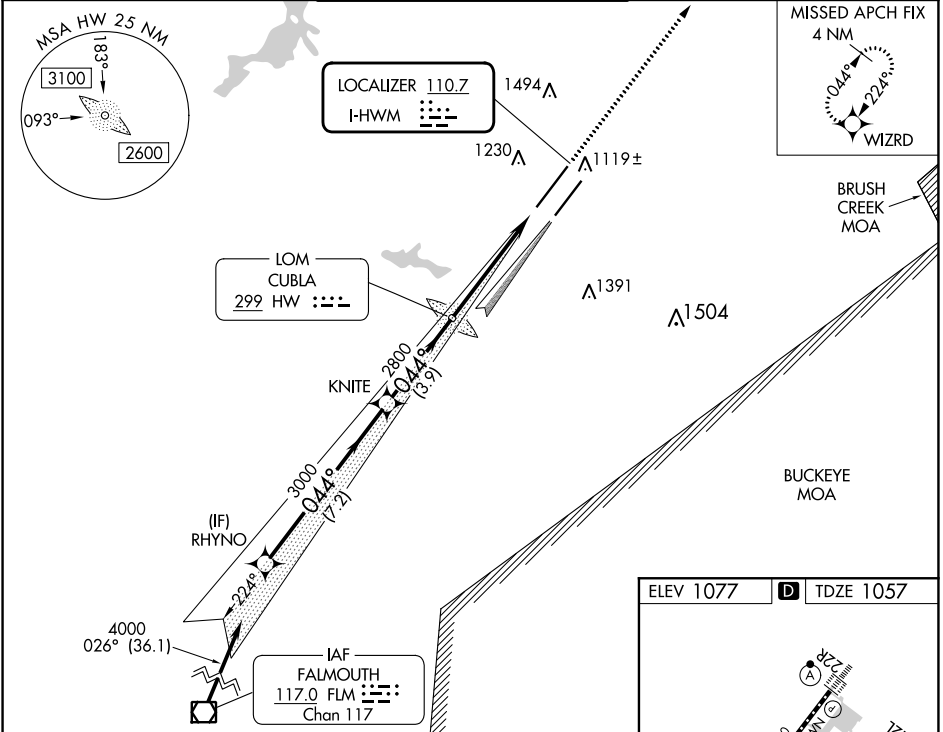 MSA HW 25 NM
183°
3100
093°
2600
LOCALIZER 110.7
I-HWM
1494
1230
1119±
MISSED APCH FIX
4 NM
044°
224°
WIZRD
BRUSH
CREEK
MOA
LOM
CUBLA
299 HW
1391
1504
2800
044°
(3.9)
KNITE
3000
044°
(7.2)
(IF)
RHYNO
224°
BUCKEYE
MOA
4000
026° (36.1)
IAF
FALMOUTH
117.0 FLM
Chan 117
ELEV 1077
D
TDZE 1057
22R
A
P